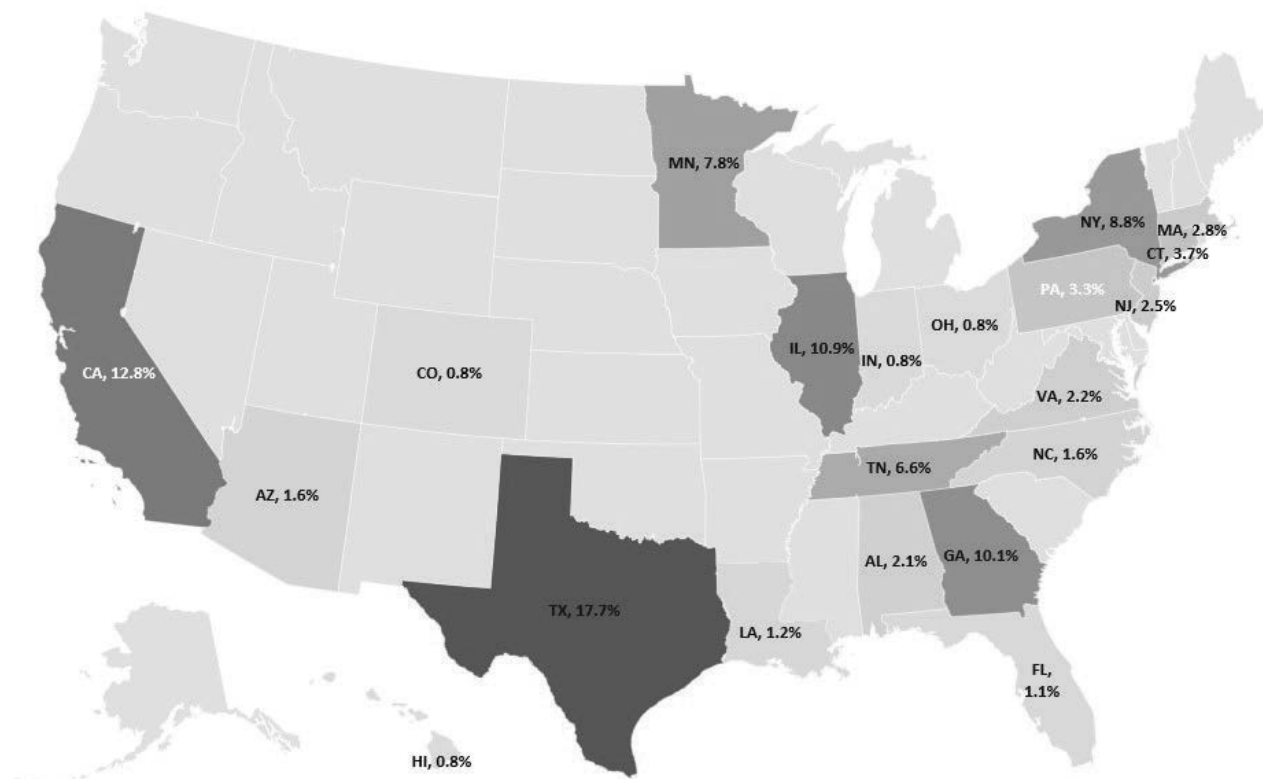 MN, 7.8%
NY, 8.8%
MA, 2.8%
CT, 3.7%
PA, 3.3%
NJ, 2.5%
OH, 0.8%
IL, 10.9%
IN, 0.8%
CA, 12.8%
CO, 0.8%
VA, 2.2%
NC, 1.6%
TN, 6.6%
AZ, 1.6%
GA, 10.1%
AL, 2.1%
TX, 17.7%
LA, 1.2%
FL,
1.1%
HI, 0.8%